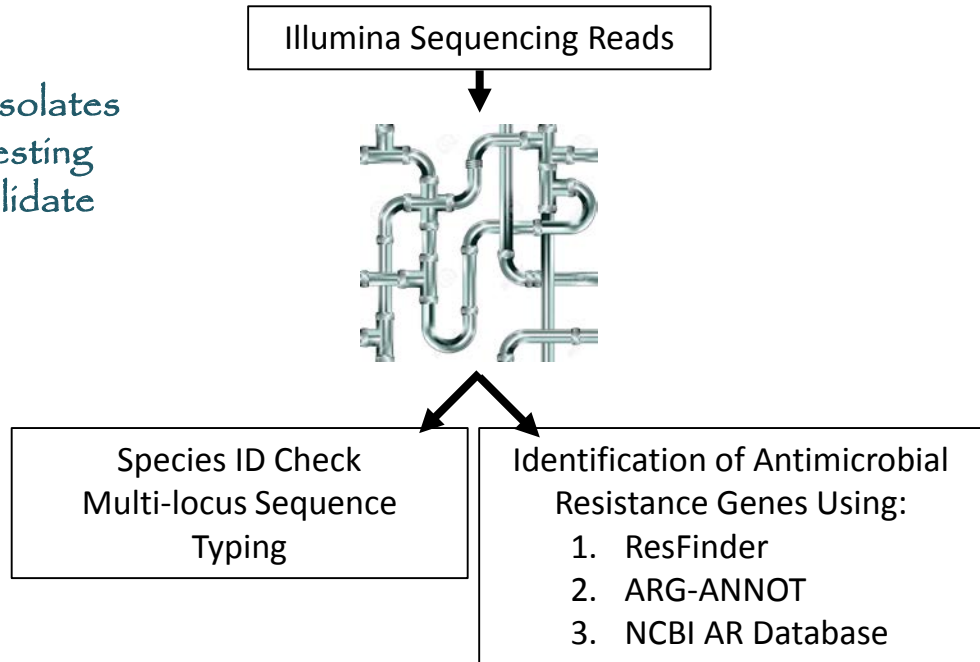 Illumina Sequencing Reads
solates
esting
lidate
Species ID Check
Multi-locus Sequence
Typing
Identification of Antimicrobial
Resistance Genes Using:
1. ResFinder
2. ARG-ANNOT
3. NCBI AR Database